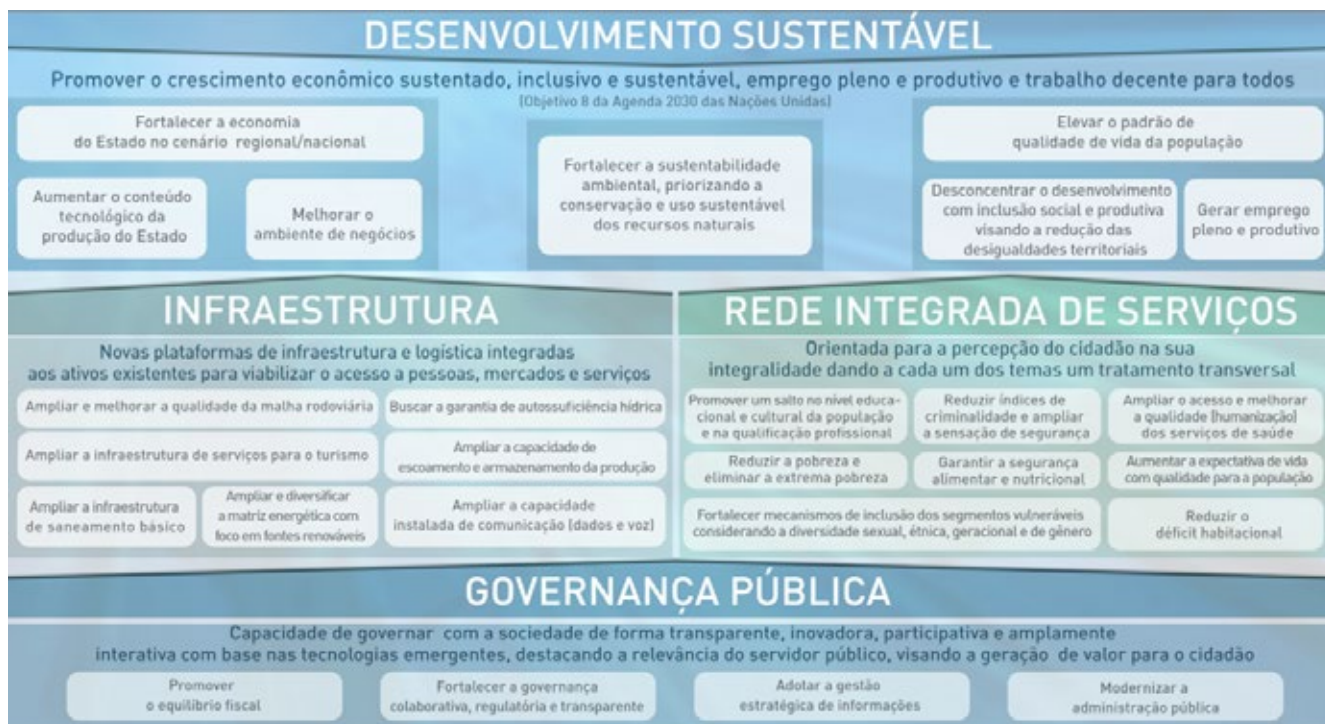 DESENVOLVIMENTO SUSTENTÁVEL
Promover o crescimento econômico sustentado, inclusivo e sustentável, emprego pleno e produtivo e trabalho decente para todos
(Objetivo 8 da Agenda 2030 das Nações Unidas)
Fortalecer a economia
do Estado no cenário regional/nacional
Aumentar o conteúdo
tecnológico da
produção do Estado
Melhorar o
ambiente de negócios
Fortalecer a sustentabilidade
ambiental, priorizando a
conservação e uso sustentável
dos recursos naturais
Elevar o padrão de
qualidade de vida da população
Desconcentrar o desenvolvimento
com inclusão social e produtiva
visando a redução das
desigualdades territoriais
Gerar emprego
pleno e produtivo
INFRAESTRUTURA
Novas plataformas de infraestrutura e logística integradas
aos ativos existentes para viabilizar o acesso a pessoas, mercados e serviços
Ampliar e melhorar a qualidade da malha rodoviária
Buscar a garantia de autossuficiência hídrica
Ampliar a infraestrutura de serviços para o turismo
Ampliar a capacidade de
escoamento e armazenamento da produção
Ampliar a infraestrutura
de saneamento básico
Ampliar e diversificar
a matriz energética com
foco em fontes renováveis
Ampliar a capacidade
instalada de comunicação (dados e voz)
REDE INTEGRADA DE SERVIÇOS
Orientada para a percepção do cidadão na sua
integralidade dando a cada um dos temas um tratamento transversal
Promover um salto no nível educa-
cional e cultural da população
e na qualificação profissional
Reduzir índices de
criminalidade e ampliar
a sensação de segurança
Ampliar o acesso e melhorar
a qualidade (humanização)
dos serviços de saúde
Reduzir a pobreza e
eliminar a extrema pobreza
Garantir a segurança
alimentar e nutricional
Aumentar a expectativa de vida
com qualidade para a população
Fortalecer mecanismos de inclusão dos segmentos vulneráveis
considerando a diversidade sexual, étnica, geracional e de gênero
Reduzir o
déficit habitacional
GOVERNANÇA PÚBLICA
Capacidade de governar com a sociedade de forma transparente, inovadora, participativa e amplamente
interativa com base nas tecnologias emergentes, destacando a relevância do servidor público, visando a geração de valor para o cidadão
Promover
o equilíbrio fiscal
Fortalecer a governança
colaborativa, regulatória e transparente
Adotar a gestão
estratégica de informações
Modernizar a
administração pública